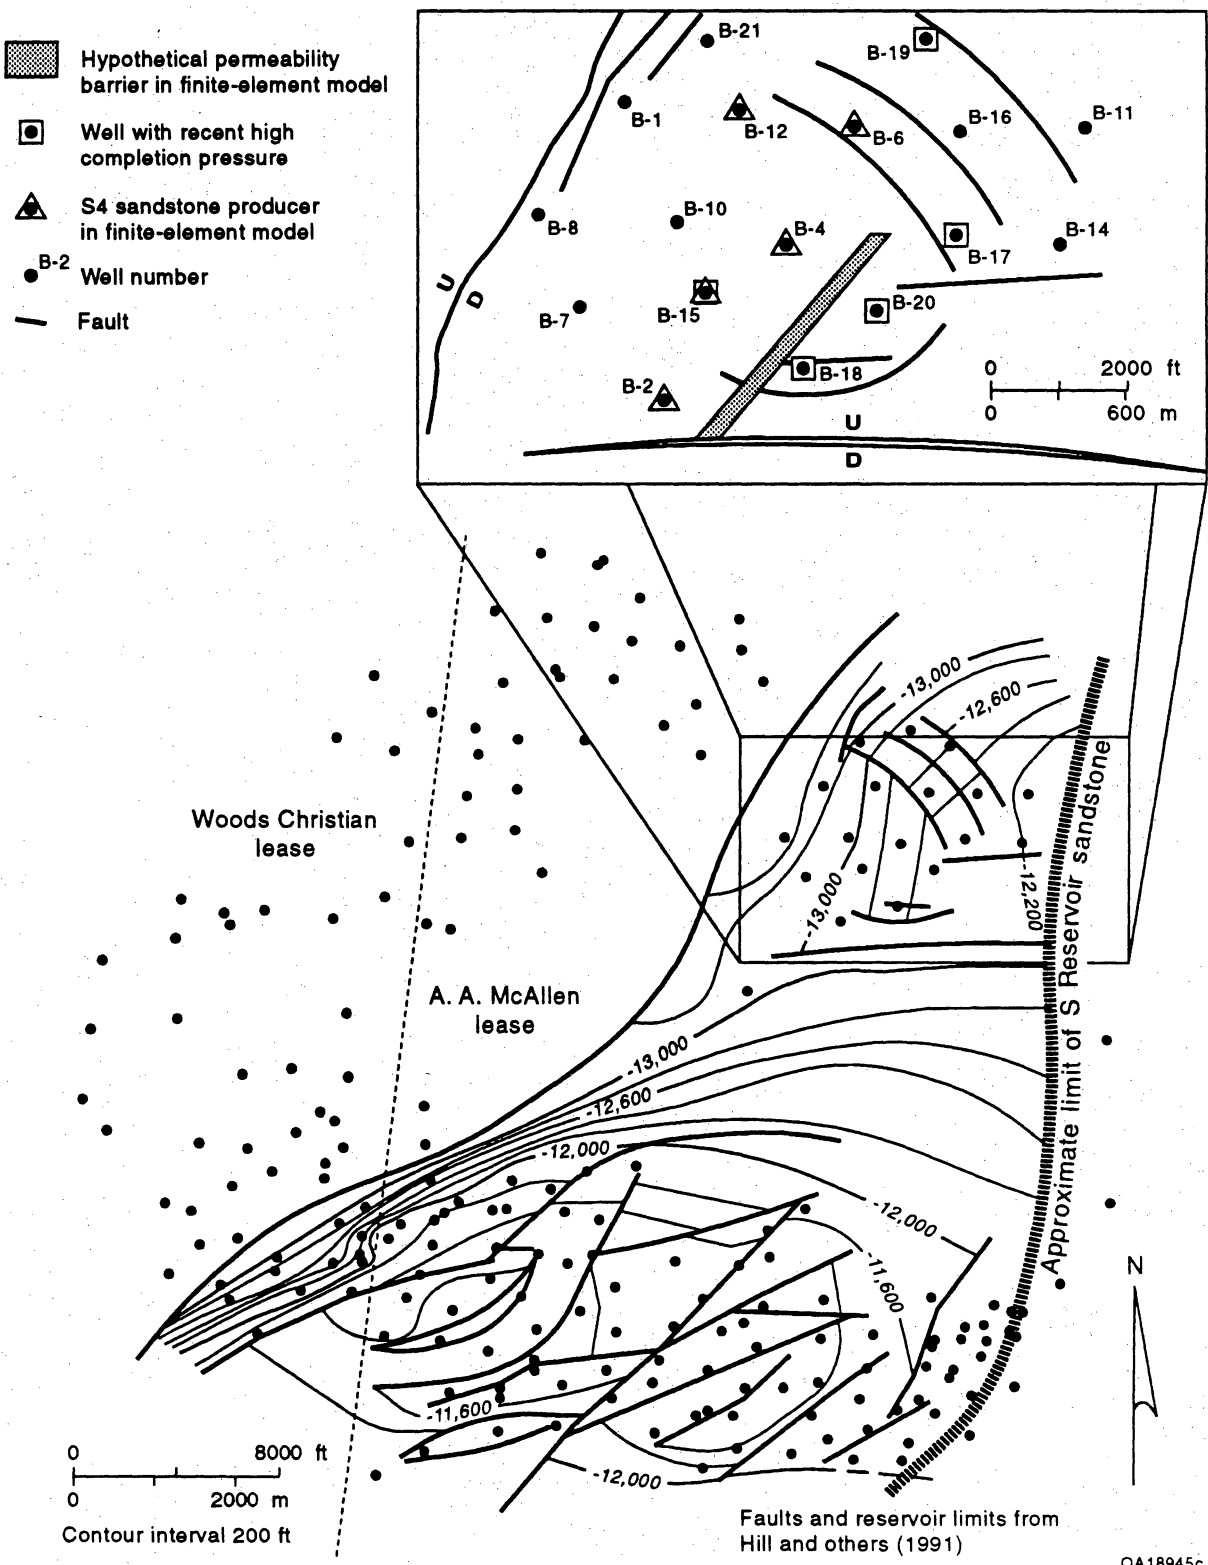 Hypothetical permeability
barrier in finite-element model
Well with recent high
completion pressure
S4 sandstone producer
in finite-element model
B-2
Well number
Fault
B-21
B-19
B-1
B-12
B-6
B-16
B-11
B-8
B-10
B-4
B-17
B-14
U
D
B-7
B-15
B-20
B-18
B-2
0 2000 ft
0 600 m
U
D
-13,000
-12,600
-13,000
-12,200
Woods Christian
lease
A. A. McAllen
lease
Approximate limit of S Reservoir sandstone
-13,000
-12,600
-12,000
-12,000
-11,600
-11,600
-12,000
N
0 8000 ft
0 2000 m
Contour interval 200 ft
Faults and reservoir limits from
Hill and others (1991)
QA18945c